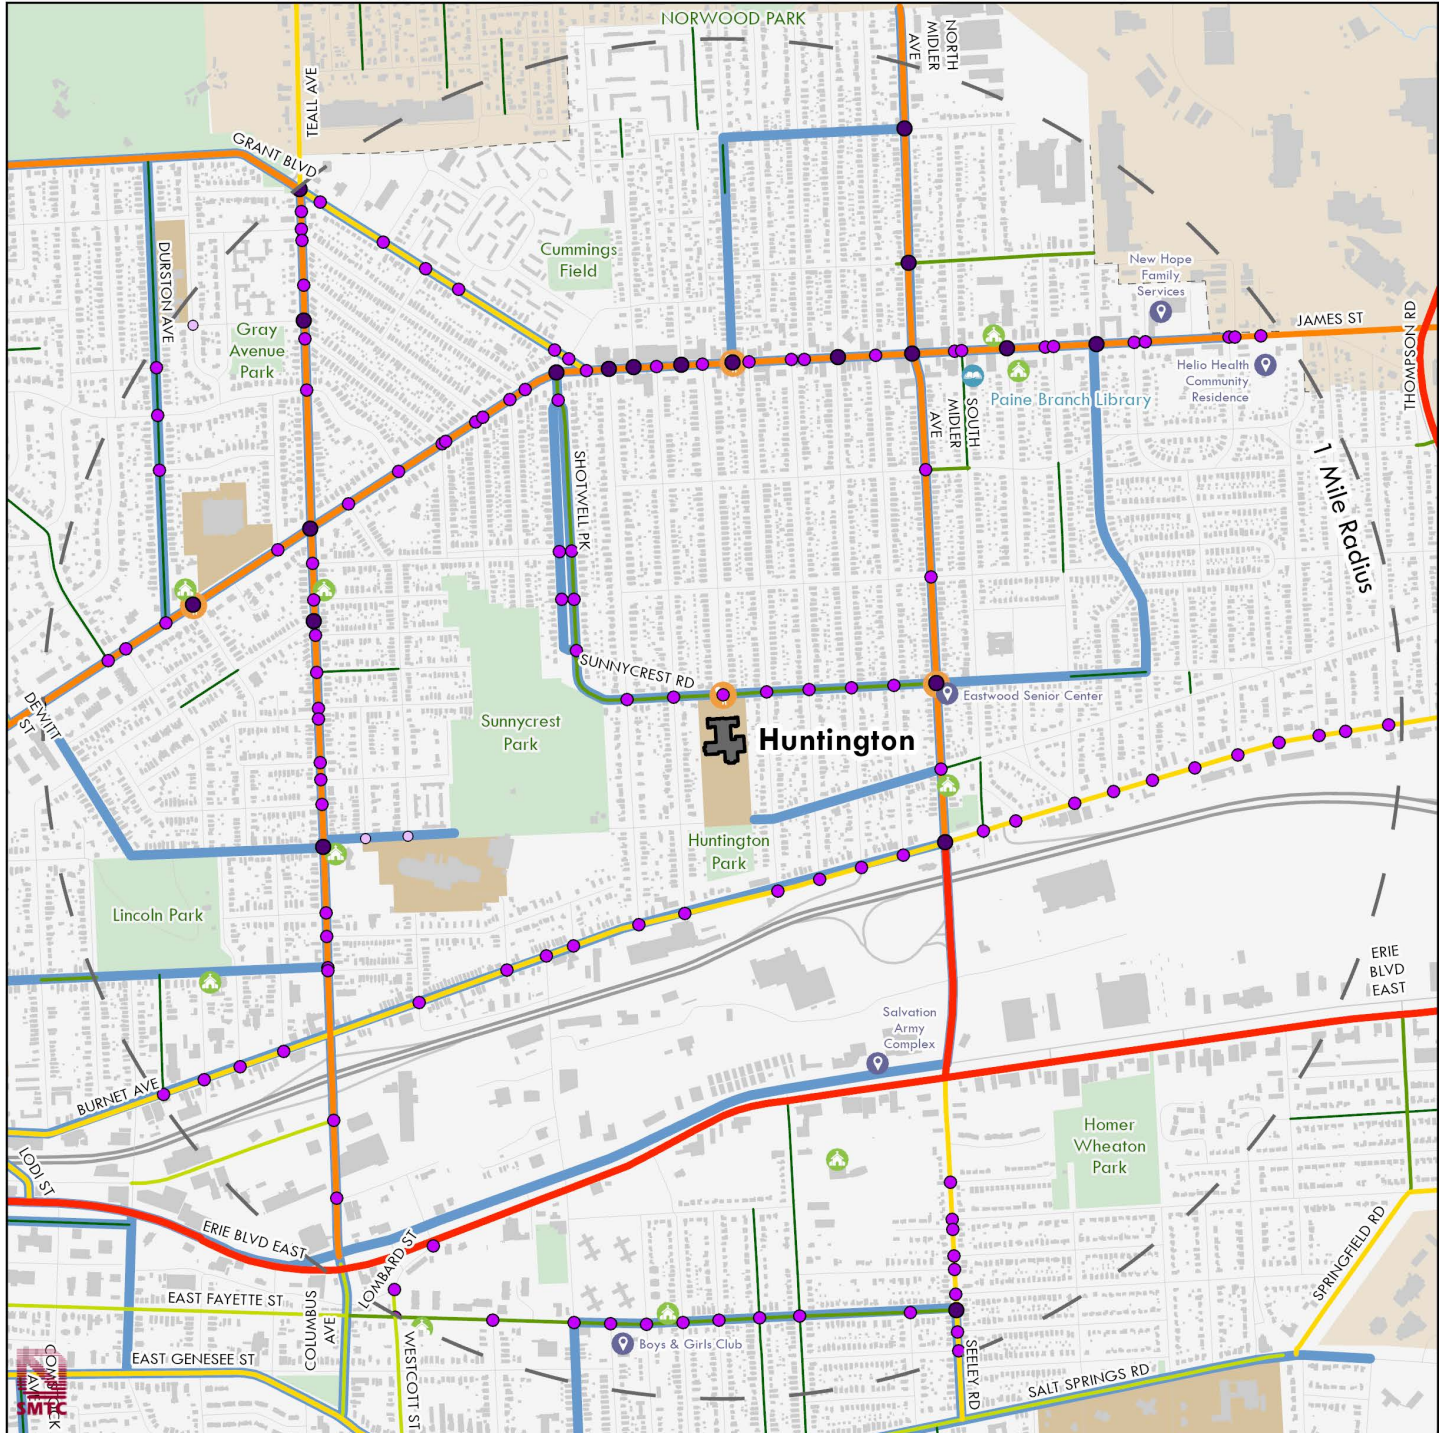 NORWOOD PARK
NORTH
MIDLER
AVE
TEALL AVE
GRANT BLVD
DURSTON AVE
Cummings
Field
New Hope
Family
Services
JAMES ST
THOMPSON RD
Gray
Avenue
Park
Helio Health
Community
Residence
Paine Branch Library
SOUTH
MIDLER
AVE
1 Mile Radius
SHOTWELL PK
SUNNYCREST RD
Eastwood Senior Center
DEWITT
ST
Sunnycrest
Park
Huntington
Huntington
Park
Lincoln Park
ERIE
BLVD
EAST
Salvation
Army
Complex
BURNET AVE
Homer
Wheaton
Park
LODI ST
ERIE BLVD EAST
LOMBARD ST
SPRINGFIELD RD
EAST FAYETTE ST
COLUMBUS
AVE
WESTCOTT ST
Boys & Girls Club
SEELEY RD
EAST GENESEE ST
SALT SPRINGS RD
COMSTOCK
AVE
SMTC